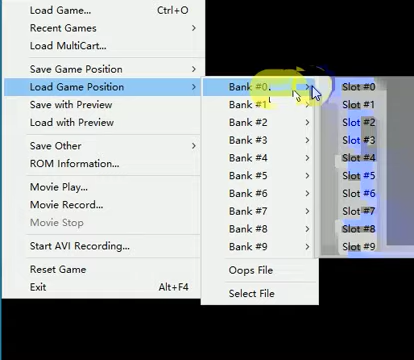 Load Game... Ctrl+O
Recent Games
Load MultiCart...
Save Game Position
Load Game Position
Save with Preview
Load with Preview
Save Other
ROM Information...
Movie Play...
Movie Record...
Movie Stop
Start AVI Recording...
Reset Game
Exit Alt+F4
Bank #0
Bank #1
Bank #2
Bank #3
Bank #4
Bank #5
Bank #6
Bank #7
Bank #8
Bank #9
Oops File
Select File
Slot #0
Slot #1
Slot #2
Slot #3
Slot #4
Slot #5
Slot #6
Slot #7
Slot #8
Slot #9